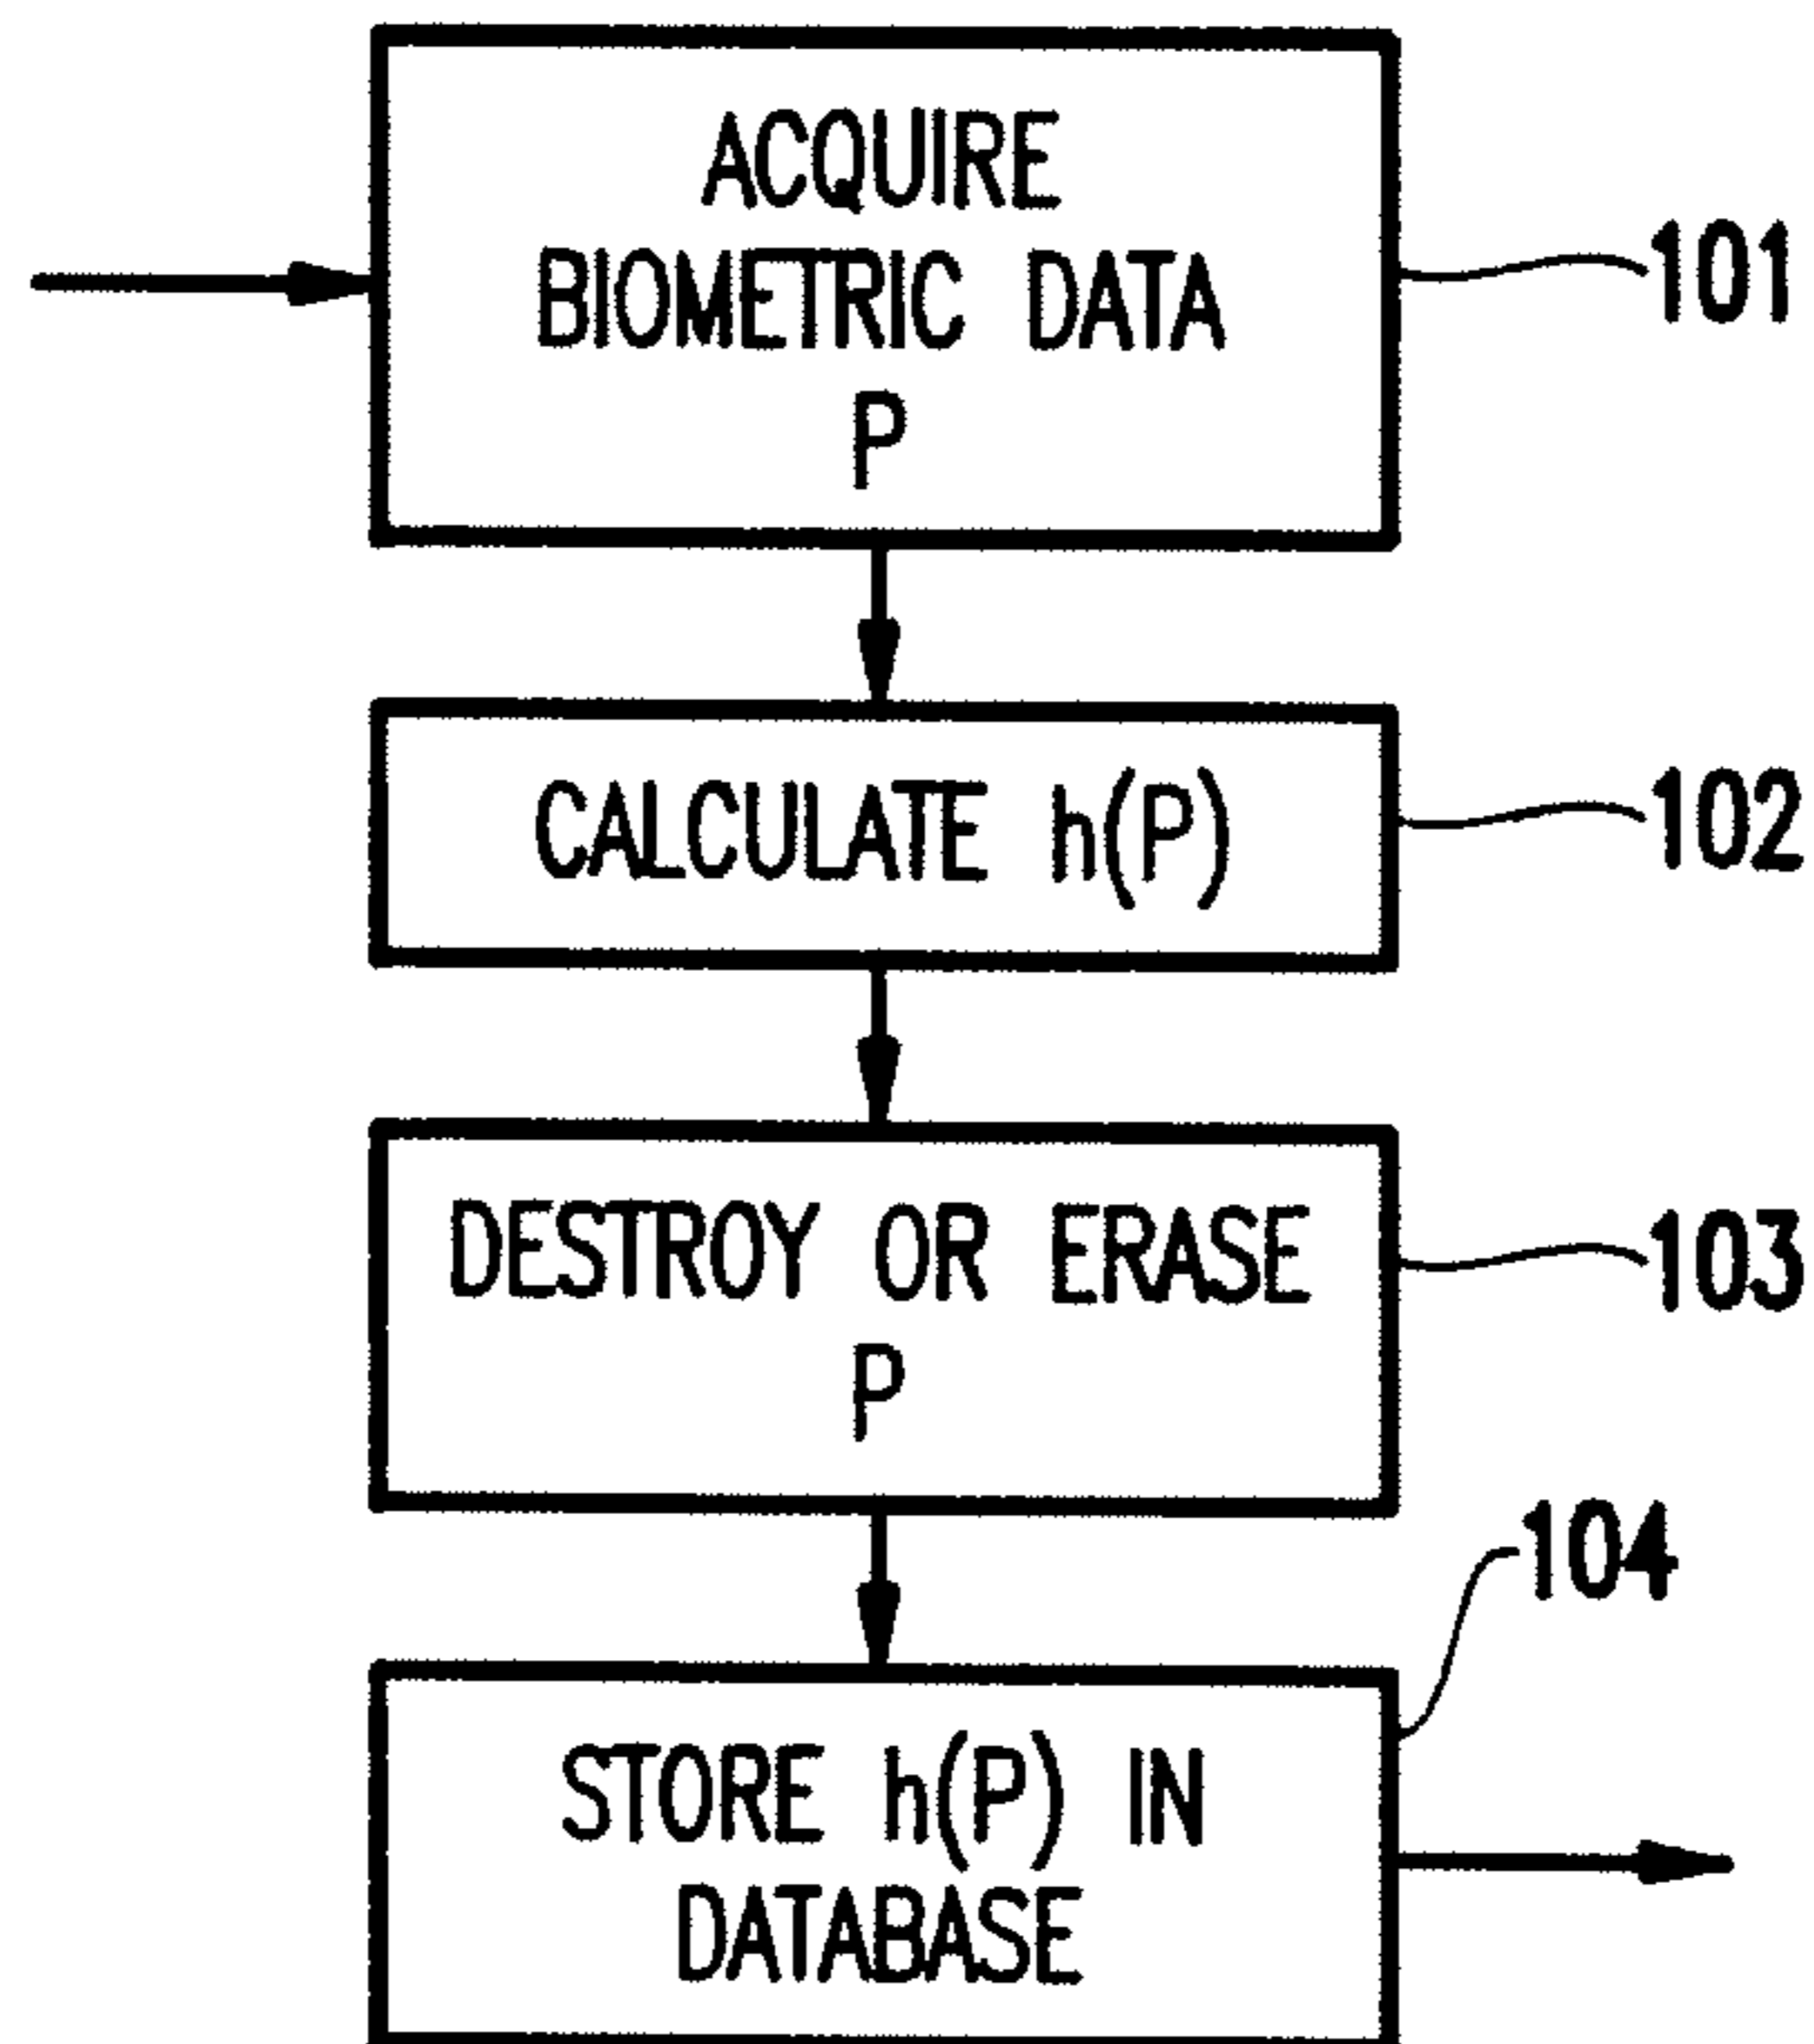 ACQUIRE
BIOMETRIC DATA
P
101
CALCULATE h(P)
102
DESTROY OR ERASE
P
103
104
STORE h(P) IN
DATABASE